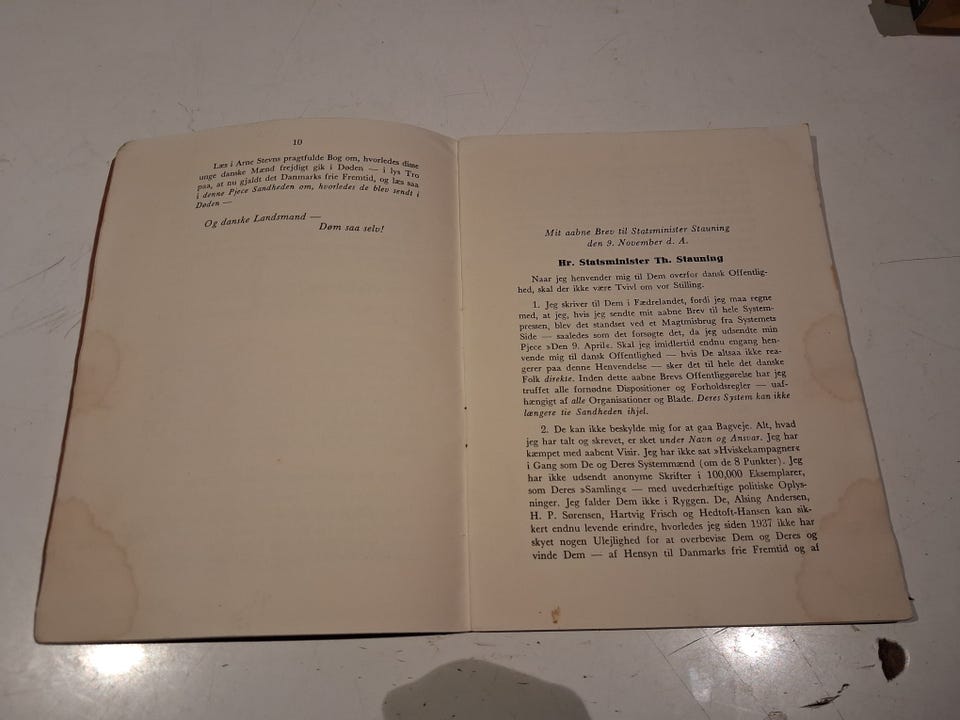 10
Læs i Arne Stevns pragtfulde Bog om, hvorledes disse
unge danske Mænd frejdigt gik i Døden — i lys Tro
paa, at nu gjaldt det Danmarks frie Fremtid, og læs saa
i denne Pjece Sandheden om, hvorledes de blev sendt i
Døden —
Og danske Landsmand —
Døm saa selv!
Mit aabne Brev til Statsminister Stauning
den 9. November d. A.
Hr. Statsminister Th. Stauning
Naar jeg henvender mig til Dem overfor dansk Offentlig-
hed, skal der ikke være Tvivl om vor Stilling.
1. Jeg skriver til Dem i Fædrelandet, fordi jeg maa regne
med, at jeg, hvis jeg sendte mit aabne Brev til hele System-
pressen, blev det standset ved et Magtmisbrug fra Systemets
Side — saaledes som det forsøgte det, da jeg udsendte min
Pjece »Den 9. April«. Skal jeg imidlertid endnu engang hen-
vende mig til dansk Offentlighed — hvis De altsaa ikke rea-
gerer paa denne Henvendelse — sker det til hele det danske
Folk direkte. Inden dette aabne Brevs Offentliggørelse har jeg
truffet alle fornødne Dispositioner og Forholdsregler — uaf-
hængigt af alle Organisationer og Blade. Deres System kan ikke
længere tie Sandheden ihjel.
2. De kan ikke beskylde mig for at gaa Bagveje. Alt, hvad
jeg har talt og skrevet, er sket under Navn og Ansvar. Jeg har
kæmpet med aabent Visir. Jeg har ikke sat »Hviskekampagner«
i Gang som De og Deres Systemmænd (om de 8 Punkter). Jeg
har ikke udsendt anonyme Skrifter i 100,000 Eksemplarer,
som Deres »Samling« — med uvederhæftige politiske Oplys-
ninger. Jeg falder Dem ikke i Ryggen. De, Alsing Andersen,
H. P. Sørensen, Hartvig Frisch og Hedtoft-Hansen kan sik-
kert endnu levende erindre, hvorledes jeg siden 1937 ikke har
skyet nogen Ulejlighed for at overbevise Dem og Deres og
vinde Dem — af Hensyn til Danmarks frie Fremtid og af